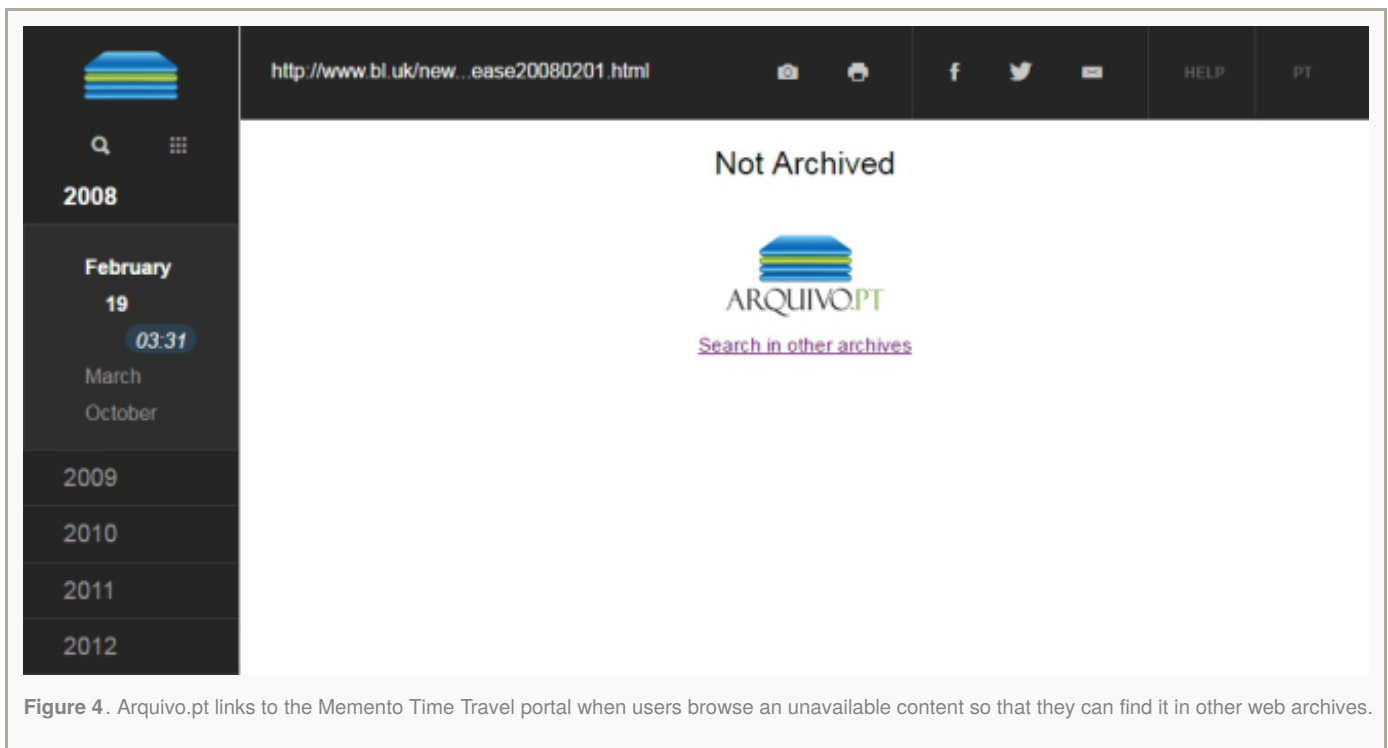 http://www.bl.uk/new...ease20080201.html
f
HELP
PT
2008
February
19
03:31
March
October
2009
2010
2011
2012
Not Archived
ARQUIVO.PT
Search in other archives
Figure 4. Arquivo.pt links to the Memento Time Travel portal when users browse an unavailable content so that they can find it in other web archives.